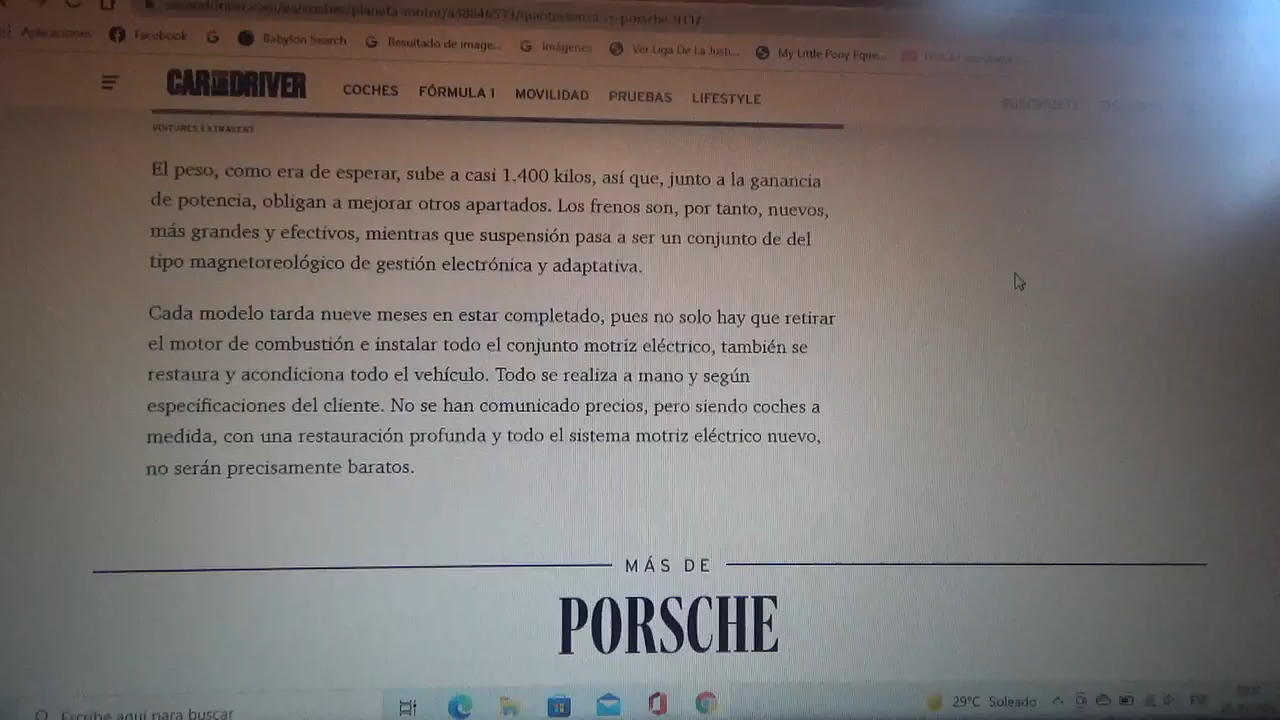 Aplicaciones Facebook Babylon Search Resultado de image... Imágenes Ver Liga De La Justi... My Little Pony Eque...
CAR AND DRIVER COCHES FÓRMULA 1 MOVILIDAD PRUEBAS LIFESTYLE
VOITURES EXTRAVERT
El peso, como era de esperar, sube a casi 1.400 kilos, así que, junto a la ganancia
de potencia, obligan a mejorar otros apartados. Los frenos son, por tanto, nuevos,
más grandes y efectivos, mientras que suspensión pasa a ser un conjunto de del
tipo magnetoreológico de gestión electrónica y adaptativa.
Cada modelo tarda nueve meses en estar completado, pues no solo hay que retirar
el motor de combustión e instalar todo el conjunto motriz eléctrico, también se
restaura y acondiciona todo el vehículo. Todo se realiza a mano y según
especificaciones del cliente. No se han comunicado precios, pero siendo coches a
medida, con una restauración profunda y todo el sistema motriz eléctrico nuevo,
no serán precisamente baratos.
MÁS DE
PORSCHE
Escribe aquí para buscar 29°C Soleado